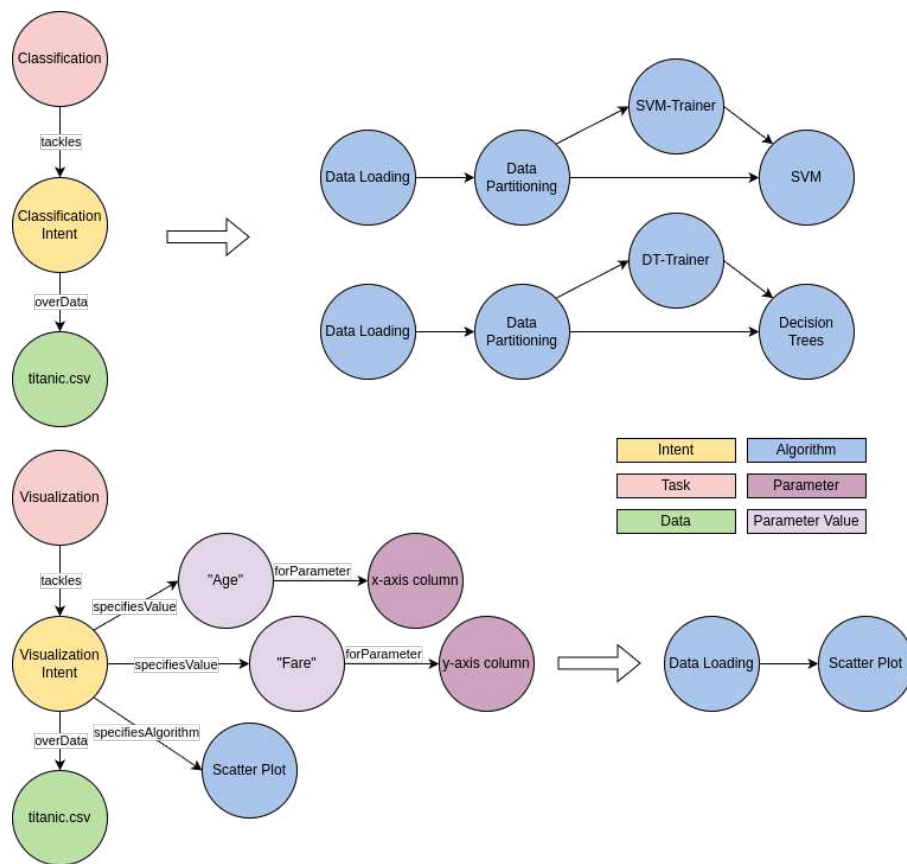 Classification
tackles
Classification
Intent
overData
titanic.csv
SVM-Trainer
Data Loading
Data
Partitioning
SVM
DT-Trainer
Data Loading
Data
Partitioning
Decision
Trees
Intent
Algorithm
Task
Parameter
Data
Parameter Value
Visualization
tackles
"Age"
forParameter
x-axis column
specifiesValue
Visualization
Intent
specifiesValue
"Fare"
forParameter
y-axis column
Data Loading
Scatter Plot
specifiesAlgorithm
overData
Scatter Plot
titanic.csv